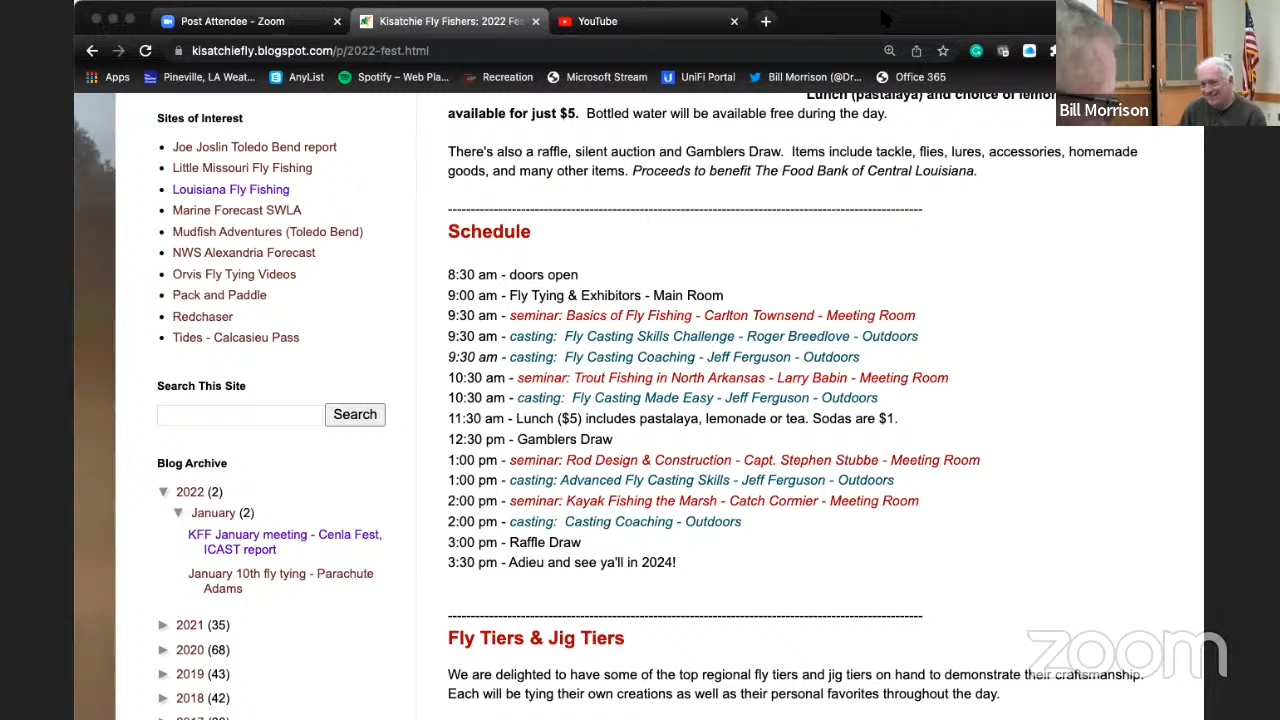 Post Attendee - Zoom
Kisatchie Fly Fishers: 2022 Fes
YouTube
kisatchiefly.blogspot.com/p/2022-fest.html
Apps
Pineville, LA Weat...
AnyList
Spotify – Web Pla...
Recreation
Microsoft Stream
UniFi Portal
Bill Morrison (@Dr...
Office 365
Bill Morrison
Sites of Interest
Joe Joslin Toledo Bend report
Little Missouri Fly Fishing
Louisiana Fly Fishing
Marine Forecast SWLA
Mudfish Adventures (Toledo Bend)
NWS Alexandria Forecast
Orvis Fly Tying Videos
Pack and Paddle
Redchaser
Tides - Calcasieu Pass
Search This Site
Search
Blog Archive
▼ 2022 (2)
▼ January (2)
KFF January meeting - Cenla Fest,
ICAST report
January 10th fly tying - Parachute
Adams
► 2021 (35)
► 2020 (68)
► 2019 (43)
► 2018 (42)
Lunch (pastalaya) and choice of
available for just $5. Bottled water will be available free during the day.
There's also a raffle, silent auction and Gamblers Draw. Items include tackle, flies, lures, accessories, homemade
goods, and many other items. Proceeds to benefit The Food Bank of Central Louisiana.
--------------------------------------------------------------------------------------------
Schedule
8:30 am - doors open
9:00 am - Fly Tying & Exhibitors - Main Room
9:30 am - seminar: Basics of Fly Fishing - Carlton Townsend - Meeting Room
9:30 am - casting: Fly Casting Skills Challenge - Roger Breedlove - Outdoors
9:30 am - casting: Fly Casting Coaching - Jeff Ferguson - Outdoors
10:30 am - seminar: Trout Fishing in North Arkansas - Larry Babin - Meeting Room
10:30 am - casting: Fly Casting Made Easy - Jeff Ferguson - Outdoors
11:30 am - Lunch ($5) includes pastalaya, lemonade or tea. Sodas are $1.
12:30 pm - Gamblers Draw
1:00 pm - seminar: Rod Design & Construction - Capt. Stephen Stubbe - Meeting Room
1:00 pm - casting: Advanced Fly Casting Skills - Jeff Ferguson - Outdoors
2:00 pm - seminar: Kayak Fishing the Marsh - Catch Cormier - Meeting Room
2:00 pm - casting: Casting Coaching - Outdoors
3:00 pm - Raffle Draw
3:30 pm - Adieu and see ya'll in 2024!
--------------------------------------------------------------------------------------------
Fly Tiers & Jig Tiers
We are delighted to have some of the top regional fly tiers and jig tiers on hand to demonstrate their craftsmanship.
Each will be tying their own creations as well as their personal favorites throughout the day.
zoom